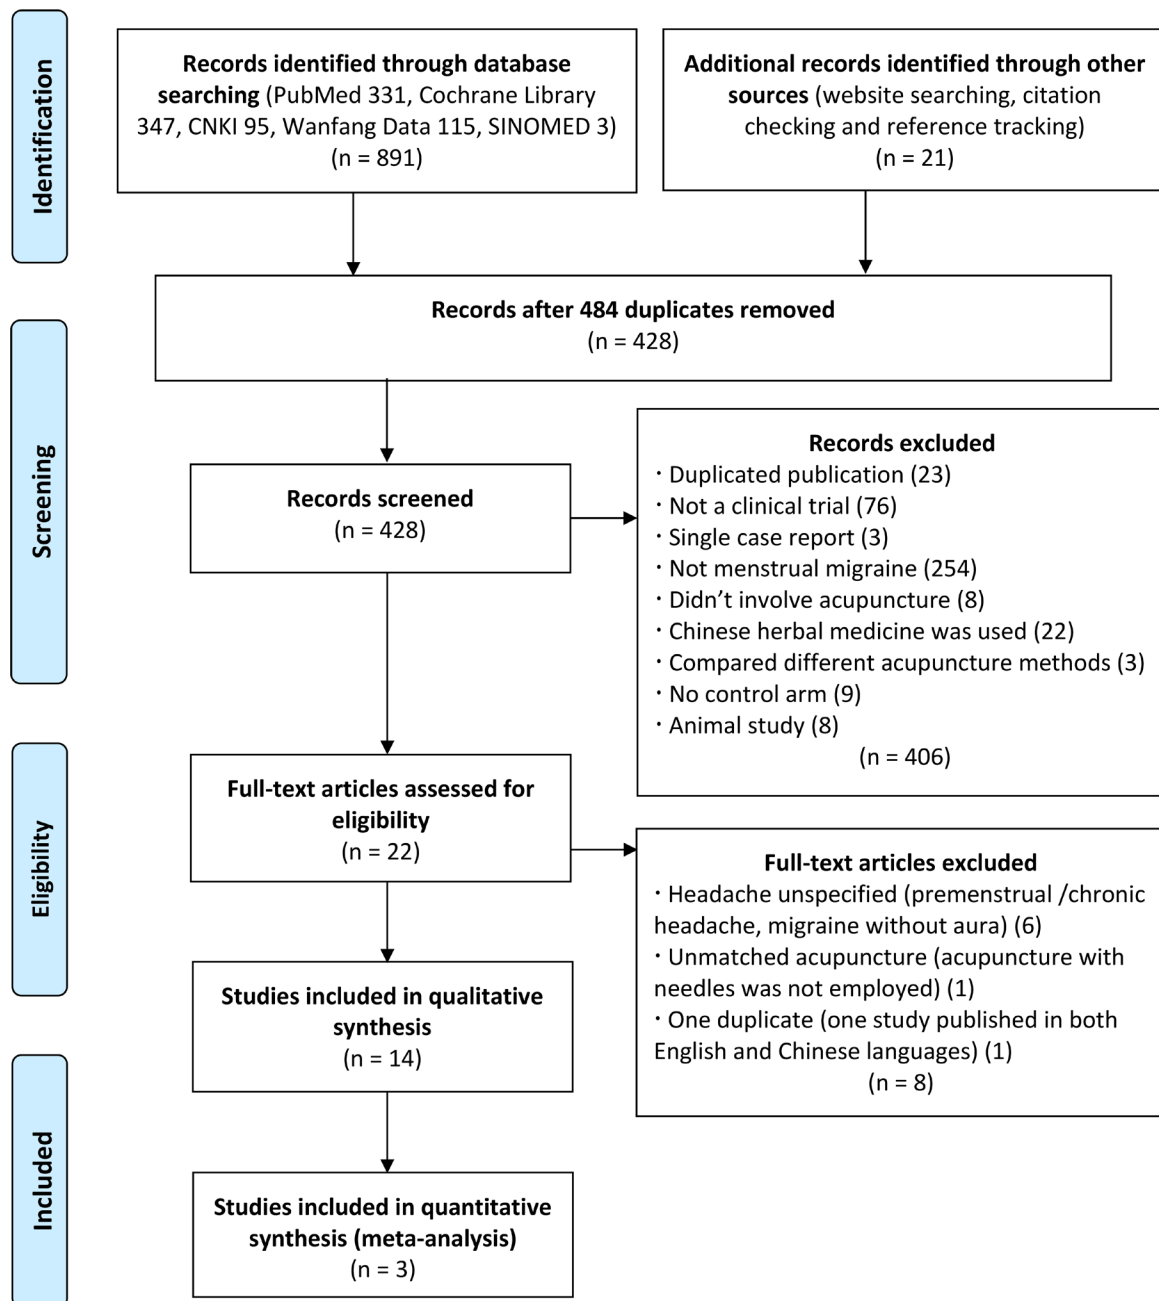 Identification
Records identified through database
searching (PubMed 331, Cochrane Library
347, CNKI 95, Wanfang Data 115, SINOMED 3)
(n = 891)
Additional records identified through other
sources (website searching, citation
checking and reference tracking)
(n = 21)
Records after 484 duplicates removed
(n = 428)
Screening
Records screened
(n = 428)
Records excluded
· Duplicated publication (23)
· Not a clinical trial (76)
· Single case report (3)
· Not menstrual migraine (254)
· Didn’t involve acupuncture (8)
· Chinese herbal medicine was used (22)
· Compared different acupuncture methods (3)
· No control arm (9)
· Animal study (8)
(n = 406)
Eligibility
Full-text articles assessed for
eligibility
(n = 22)
Full-text articles excluded
· Headache unspecified (premenstrual /chronic
headache, migraine without aura) (6)
· Unmatched acupuncture (acupuncture with
needles was not employed) (1)
· One duplicate (one study published in both
English and Chinese languages) (1)
(n = 8)
Studies included in qualitative
synthesis
(n = 14)
Included
Studies included in quantitative
synthesis (meta-analysis)
(n = 3)